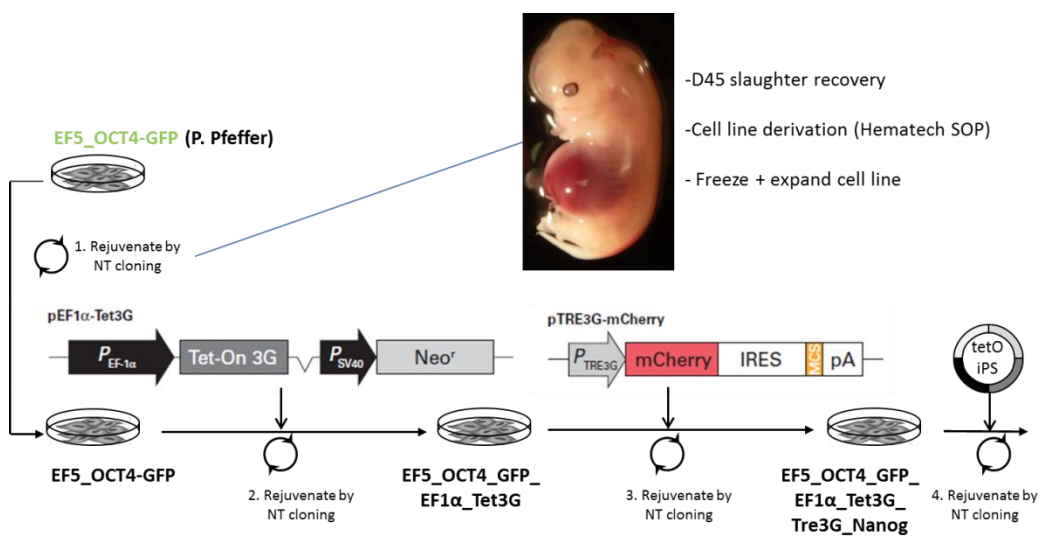 -D45 slaughter recovery
-Cell line derivation (Hematech SOP)
- Freeze + expand cell line
EF5_OCT4-GFP (P. Pfeffer)
1. Rejuvenate by
NT cloning
pEF1α-Tet3G
PEF-1α
Tet-On 3G
PSV40
Neoʳ
pTRE3G-mCherry
PTRE3G
mCherry
IRES
MCS
pA
tetO
iPS
EF5_OCT4-GFP
2. Rejuvenate by
NT cloning
EF5_OCT4_GFP_
EF1α_Tet3G
3. Rejuvenate by
NT cloning
EF5_OCT4_GFP_
EF1α_Tet3G_
Tre3G_Nanog
4. Rejuvenate by
NT cloning